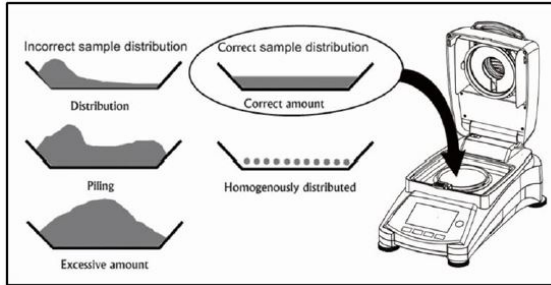 Incorrect sample distribution
Distribution
Piling
Excessive amount
Correct sample distribution
Correct amount
Homogenously distributed